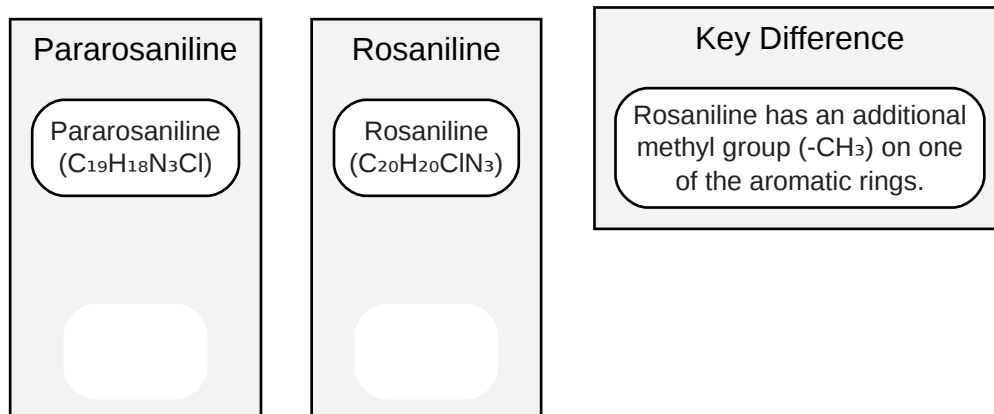 Pararosaniline
Pararosaniline
(C₁₉H₁₈N₃Cl)
Rosaniline
Rosaniline
(C₂₀H₂₀ClN₃)
Key Difference
Rosaniline has an additional
methyl group (-CH₃) on one
of the aromatic rings.